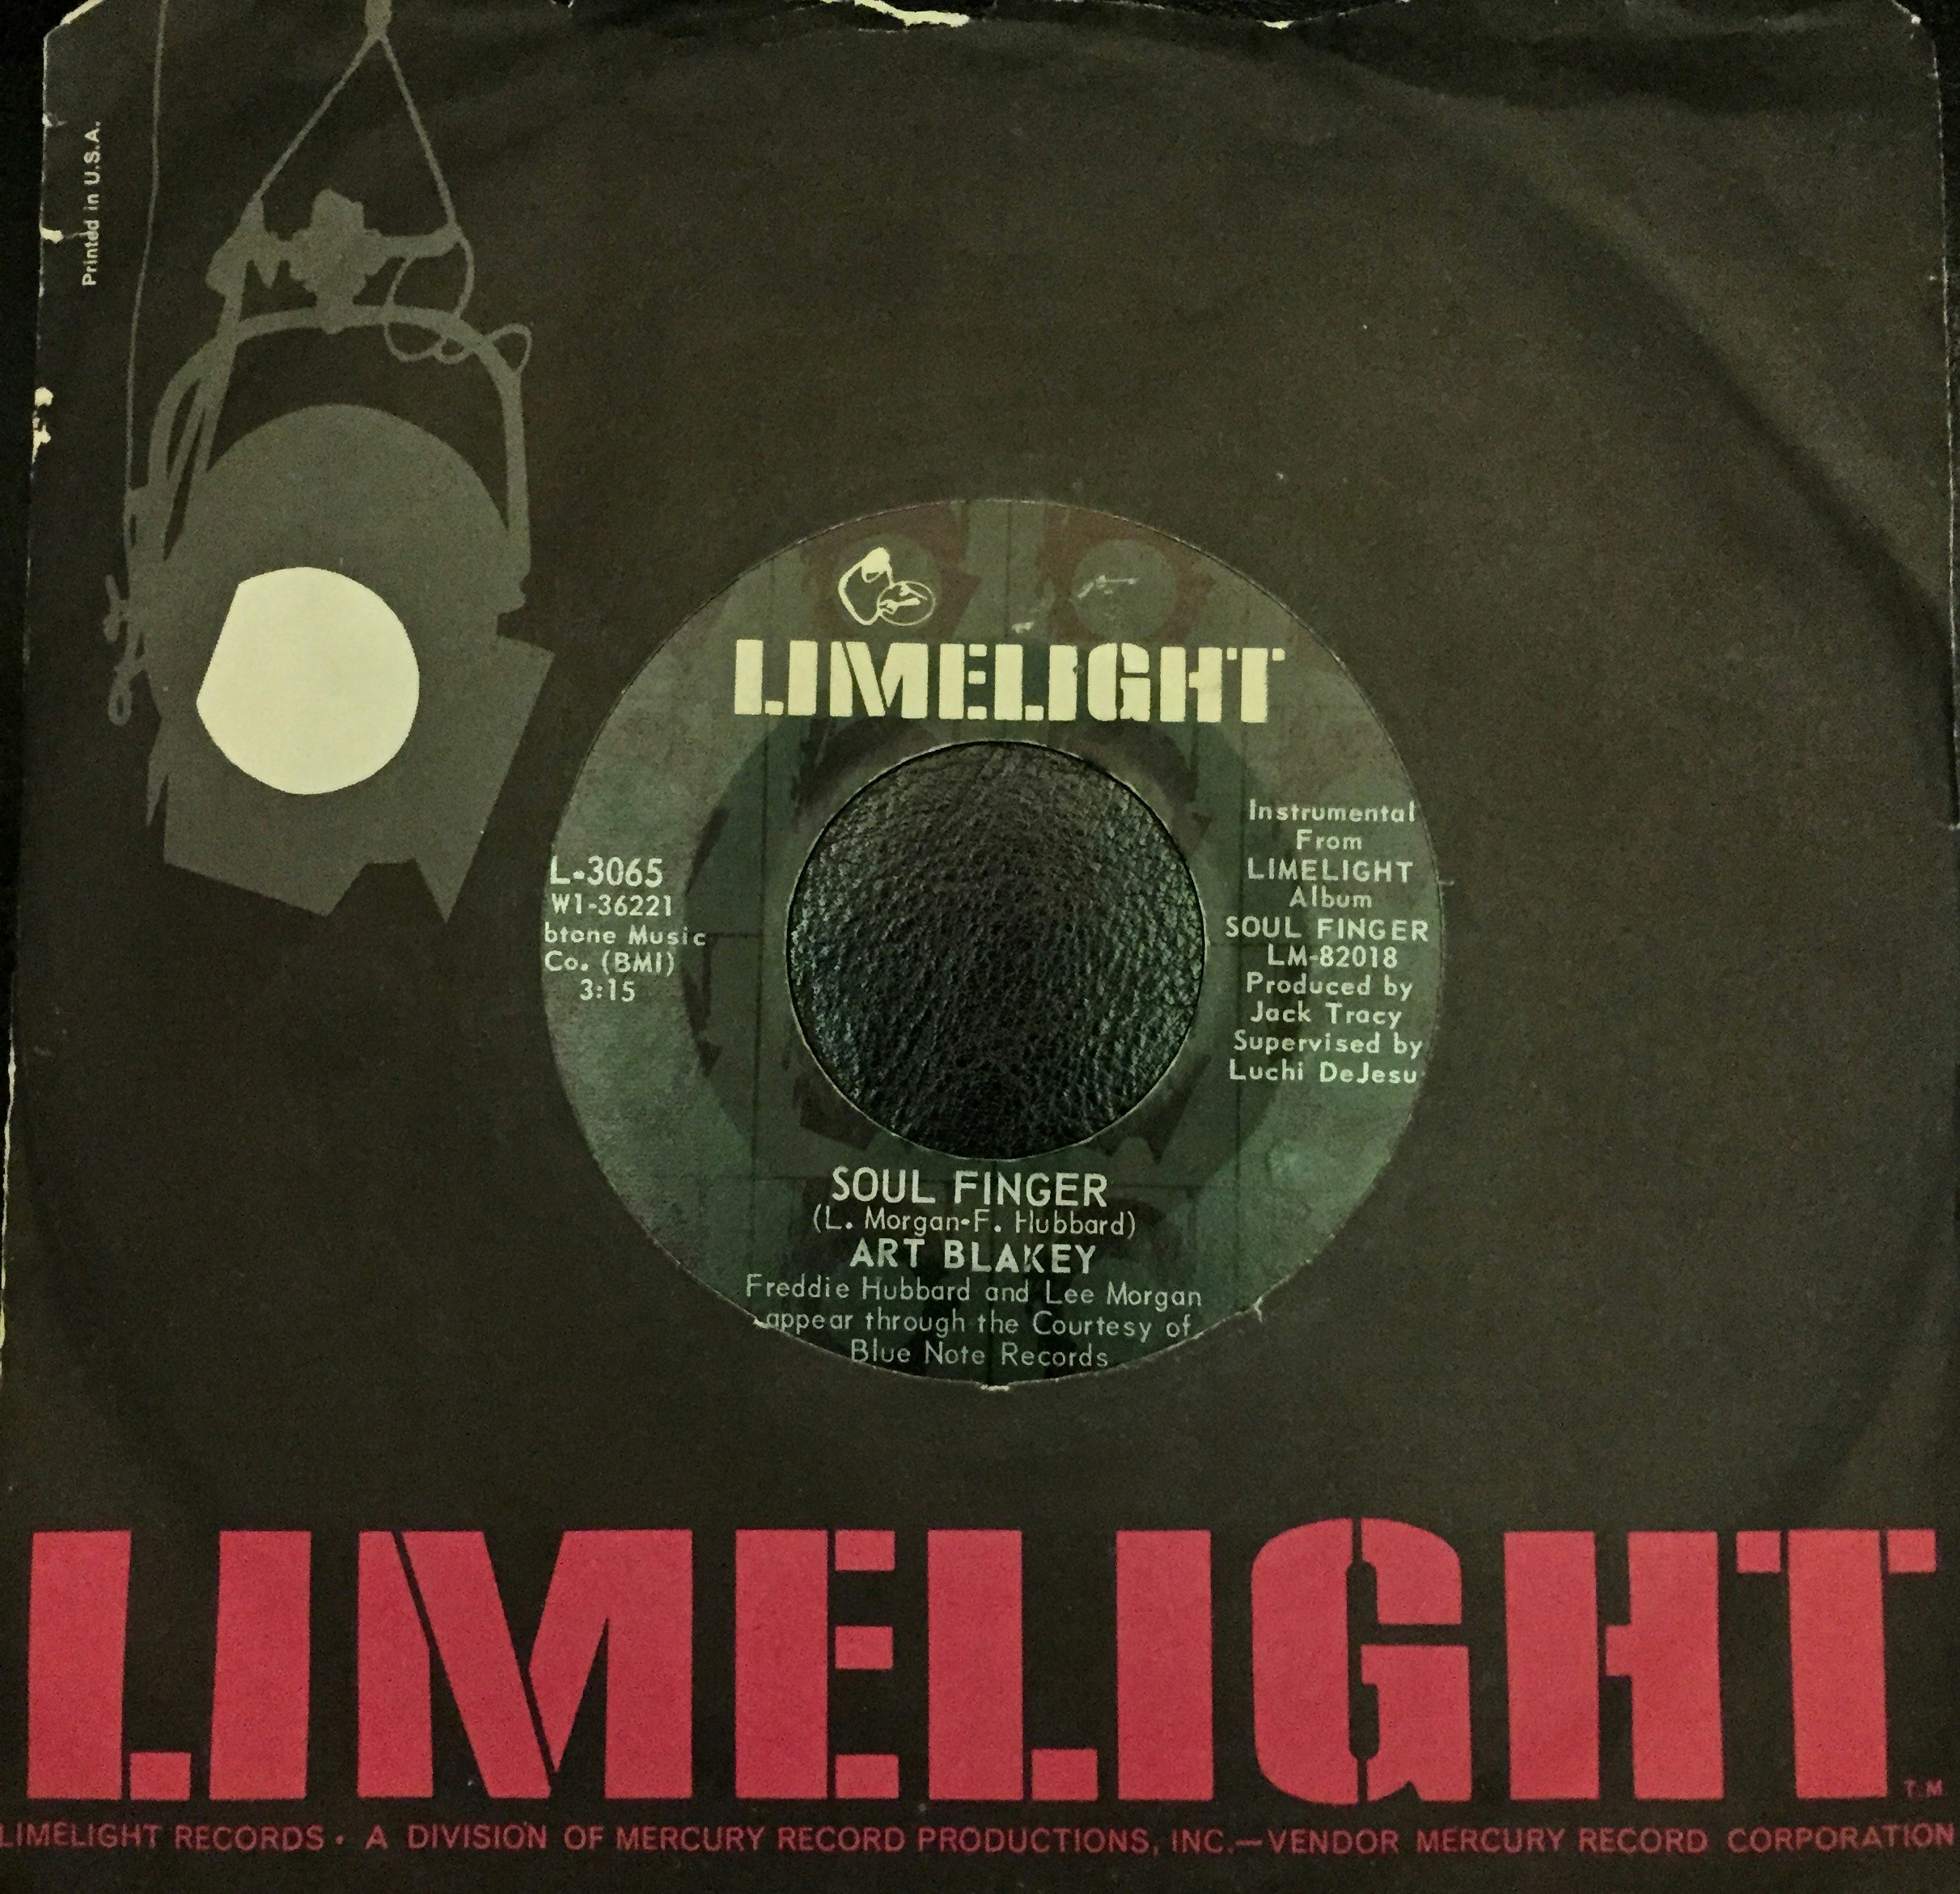 Printed in U.S.A.
LIMELIGHT
L-3065
W1-36221
btone Music
Co. (BMI)
3:15
Instrumental
From
LIMELIGHT
Album
SOUL FINGER
LM-82018
Produced by
Jack Tracy
Supervised by
Luchi DeJesu
SOUL FINGER
(L. Morgan-F. Hubbard)
ART BLAKEY
Freddie Hubbard and Lee Morgan
appear through the Courtesy of
Blue Note Records
LIMELIGHT T.M.
LIMELIGHT RECORDS • A DIVISION OF MERCURY RECORD PRODUCTIONS, INC.—VENDOR MERCURY RECORD CORPORATION